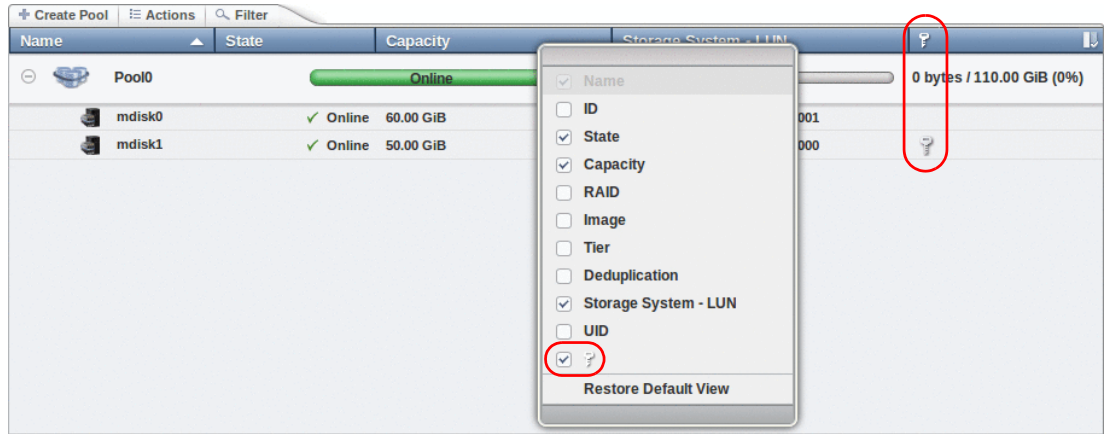 Create Pool Actions Filter
Name State Capacity Storage System - LUN
Pool0 Online 0 bytes / 110.00 GiB (0%)
Name
ID
mdisk0 Online 60.00 GiB 001
State
mdisk1 Online 50.00 GiB 000
Capacity
RAID
Image
Tier
Deduplication
Storage System - LUN
UID
Restore Default View